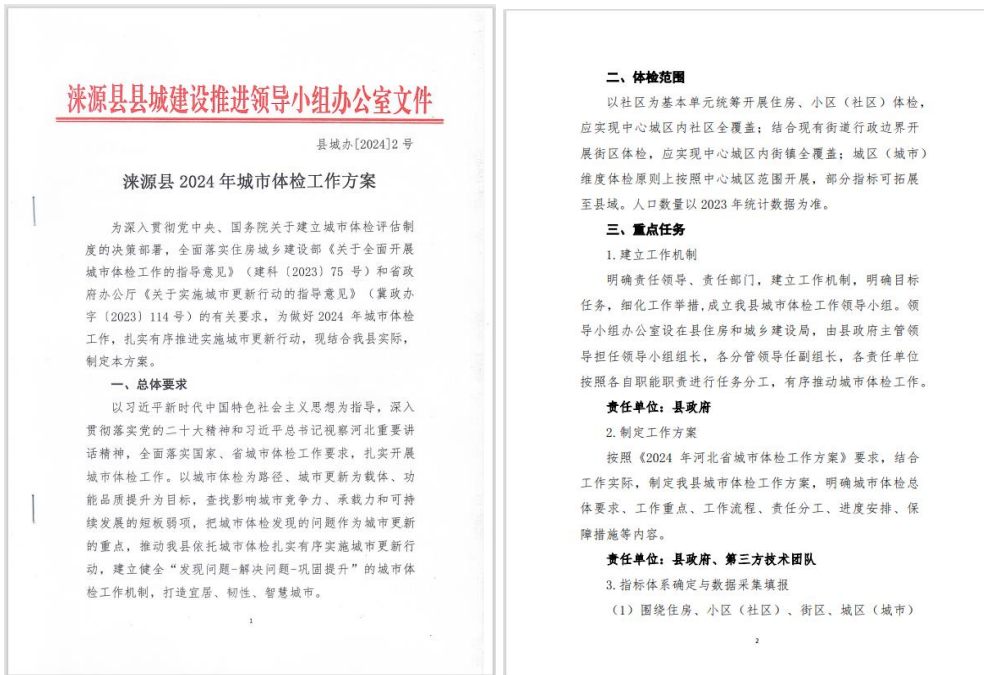 涞源县县城建设推进领导小组办公室文件
县城办[2024]2 号
涞源县 2024 年城市体检工作方案
为深入贯彻党中央、国务院关于建立城市体检评估制
度的决策部署，全面落实住房城乡建设部《关于全面开展
城市体检工作的指导意见》（建科〔2023〕75 号）和省政
府办公厅《关于实施城市更新行动的指导意见》（冀政办
字〔2023〕114 号）的有关要求，为做好 2024 年城市体检
工作，扎实有序推进实施城市更新行动，现结合我县实际，
制定本方案。
一、总体要求
以习近平新时代中国特色社会主义思想为指导，深入
贯彻落实党的二十大精神和习近平总书记视察河北重要讲
话精神，全面落实国家、省城市体检工作要求，扎实开展
城市体检工作。以城市体检为路径、城市更新为载体、功
能品质提升为目标，查找影响城市竞争力、承载力和可持
续发展的短板弱项，把城市体检发现的问题作为城市更新
的重点，推动我县依托城市体检扎实有序实施城市更新行
动，建立健全“发现问题-解决问题-巩固提升”的城市体
检工作机制，打造宜居、韧性、智慧城市。
1
二、体检范围
以社区为基本单元统筹开展住房、小区（社区）体检，
应实现中心城区内社区全覆盖；结合现有街道行政边界开
展街区体检，应实现中心城区内街镇全覆盖；城区（城市）
维度体检原则上按照中心城区范围开展，部分指标可拓展
至县域。人口数量以 2023 年统计数据为准。
三、重点任务
1.建立工作机制
明确责任领导、责任部门，建立工作机制，明确目标
任务，细化工作举措,成立我县城市体检工作领导小组。领
导小组办公室设在县住房和城乡建设局，由县政府主管领
导担任领导小组组长，各分管领导任副组长，各责任单位
按照各自职能职责进行任务分工，有序推动城市体检工作。
责任单位：县政府
2.制定工作方案
按照《2024 年河北省城市体检工作方案》要求，结合
工作实际，制定我县城市体检工作方案，明确城市体检总
体要求、工作重点、工作流程、责任分工、进度安排、保
障措施等内容。
责任单位：县政府、第三方技术团队
3.指标体系确定与数据采集填报
（1）围绕住房、小区（社区）、街区、城区（城市）
2